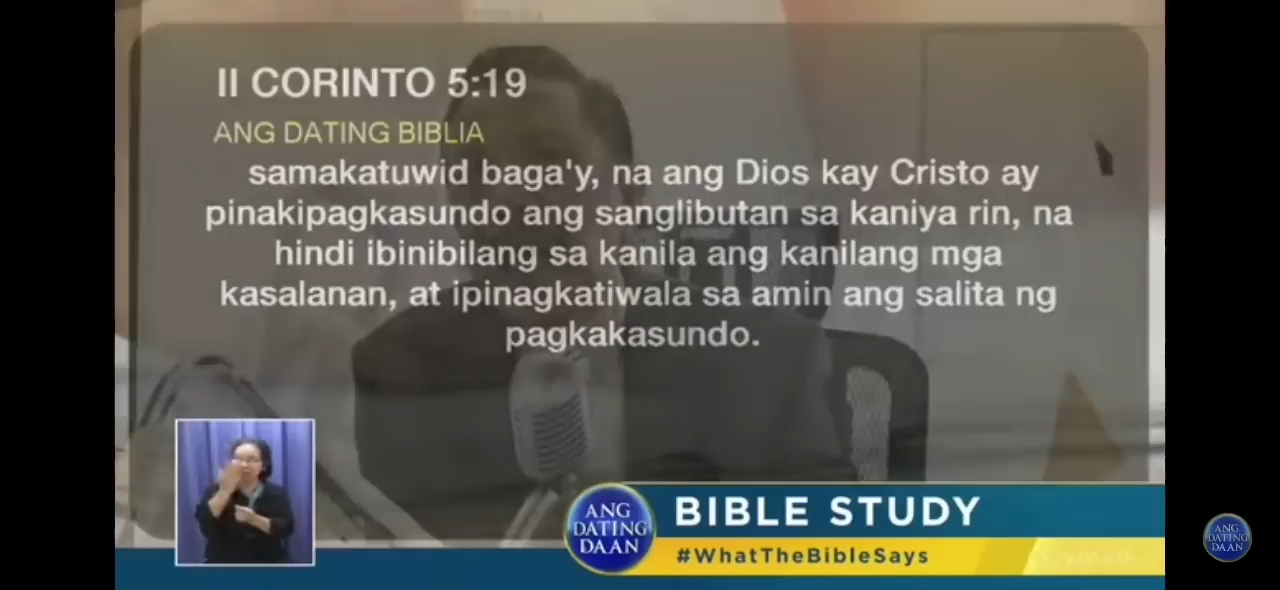 II CORINTO 5:19
ANG DATING BIBLIA
samakatuwid baga'y, na ang Dios kay Cristo ay
pinakipagkasundo ang sanglibutan sa kaniya rin, na
hindi ibinibilang sa kanila ang kanilang mga
kasalanan, at ipinagkatiwala sa amin ang salita ng
pagkakasundo.
ANG
DATING
DAAN
BIBLE STUDY
#WhatTheBibleSays
ANG
DATING
DAAN